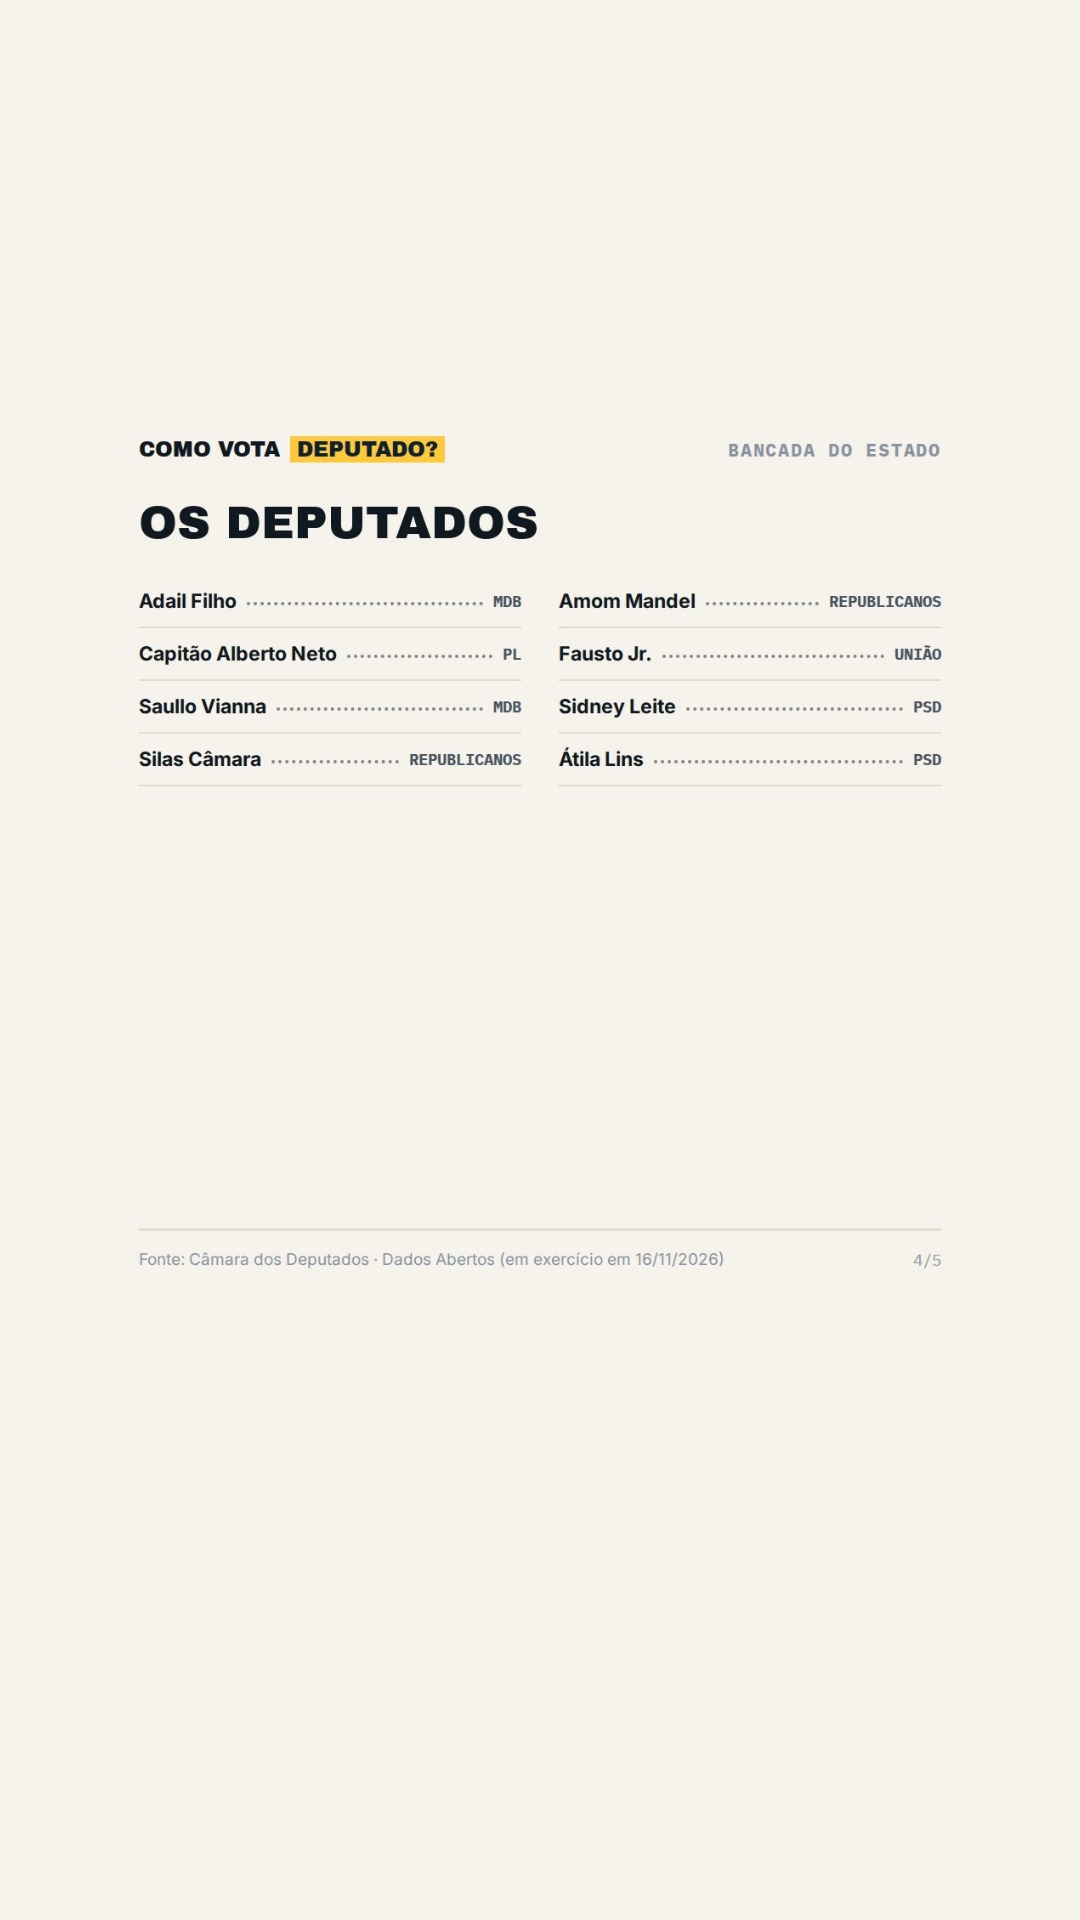 COMO VOTA DEPUTADO?
BANCADA DO ESTADO
OS DEPUTADOS
Adail Filho MDB
Amom Mandel REPUBLICANOS
Capitão Alberto Neto PL
Fausto Jr. UNIÃO
Saullo Vianna MDB
Sidney Leite PSD
Silas Câmara REPUBLICANOS
Átila Lins PSD
Fonte: Câmara dos Deputados · Dados Abertos (em exercício em 16/11/2026)
4/5